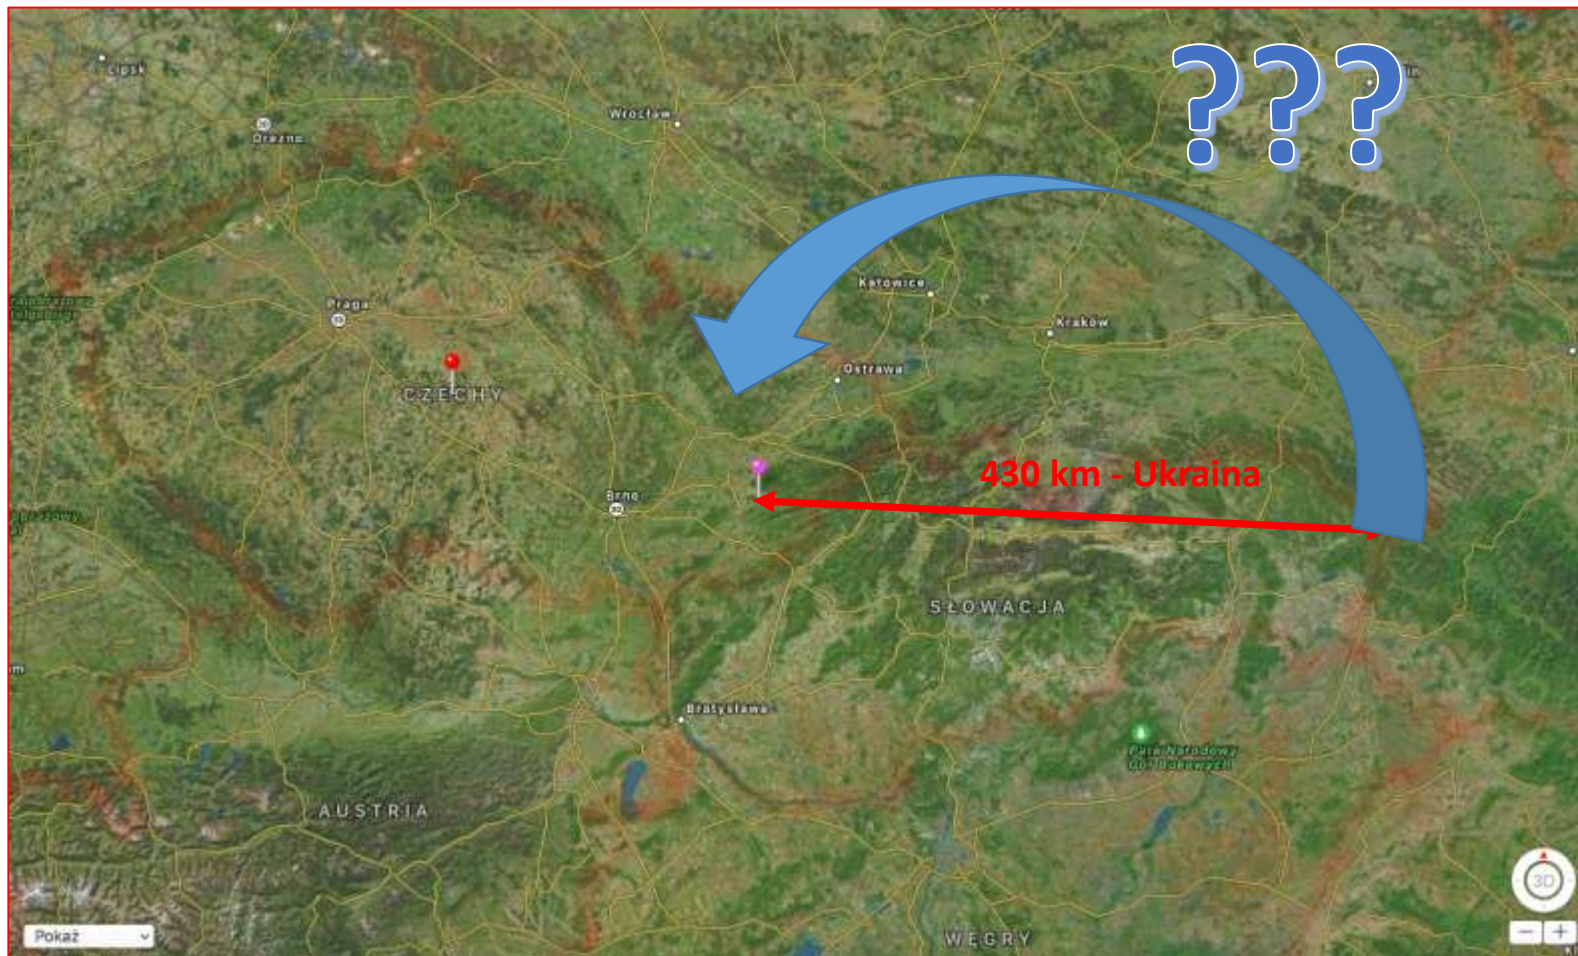 Lipsk
Drezno
Wrocław
???
lin
Praga
Katowice
Kraków
Ostrawa
CZECHY
430 km - Ukraina
Brno
SŁOWACJA
Bratysława
Park Narodowy
Gór Bukowych
AUSTRIA
WĘGRY
3D
Pokaż
- +